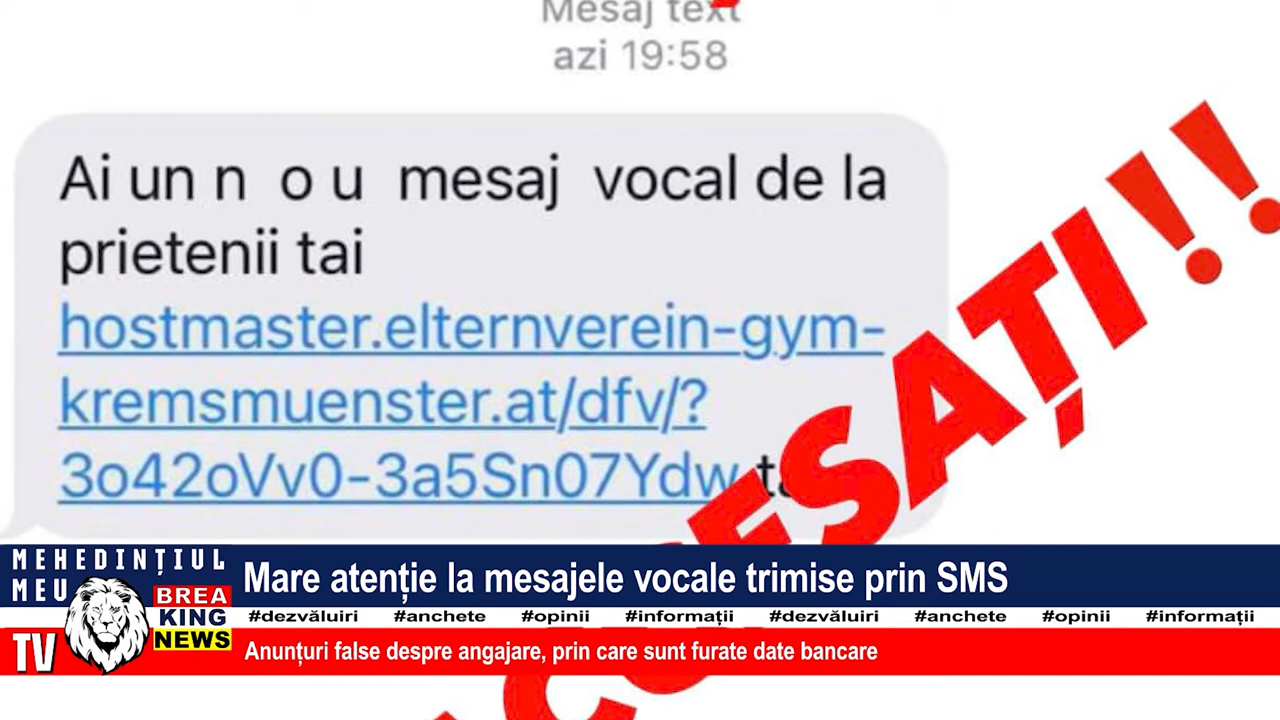 Mesaj text
azi 19:58
Ai un n o u mesaj vocal de la
prietenii tai
hostmaster.elternverein-gym-
kremsmuenster.at/dfv/?
3o42oVv0-3a5Sn07Ydw
CESAȚI!!
MEHEDINȚIUL
MEU
TV
BREA
KING
NEWS
Mare atenție la mesajele vocale trimise prin SMS
#dezvăluiri #anchete #opinii #informații #dezvăluiri #anchete #opinii #informații
Anunțuri false despre angajare, prin care sunt furate date bancare